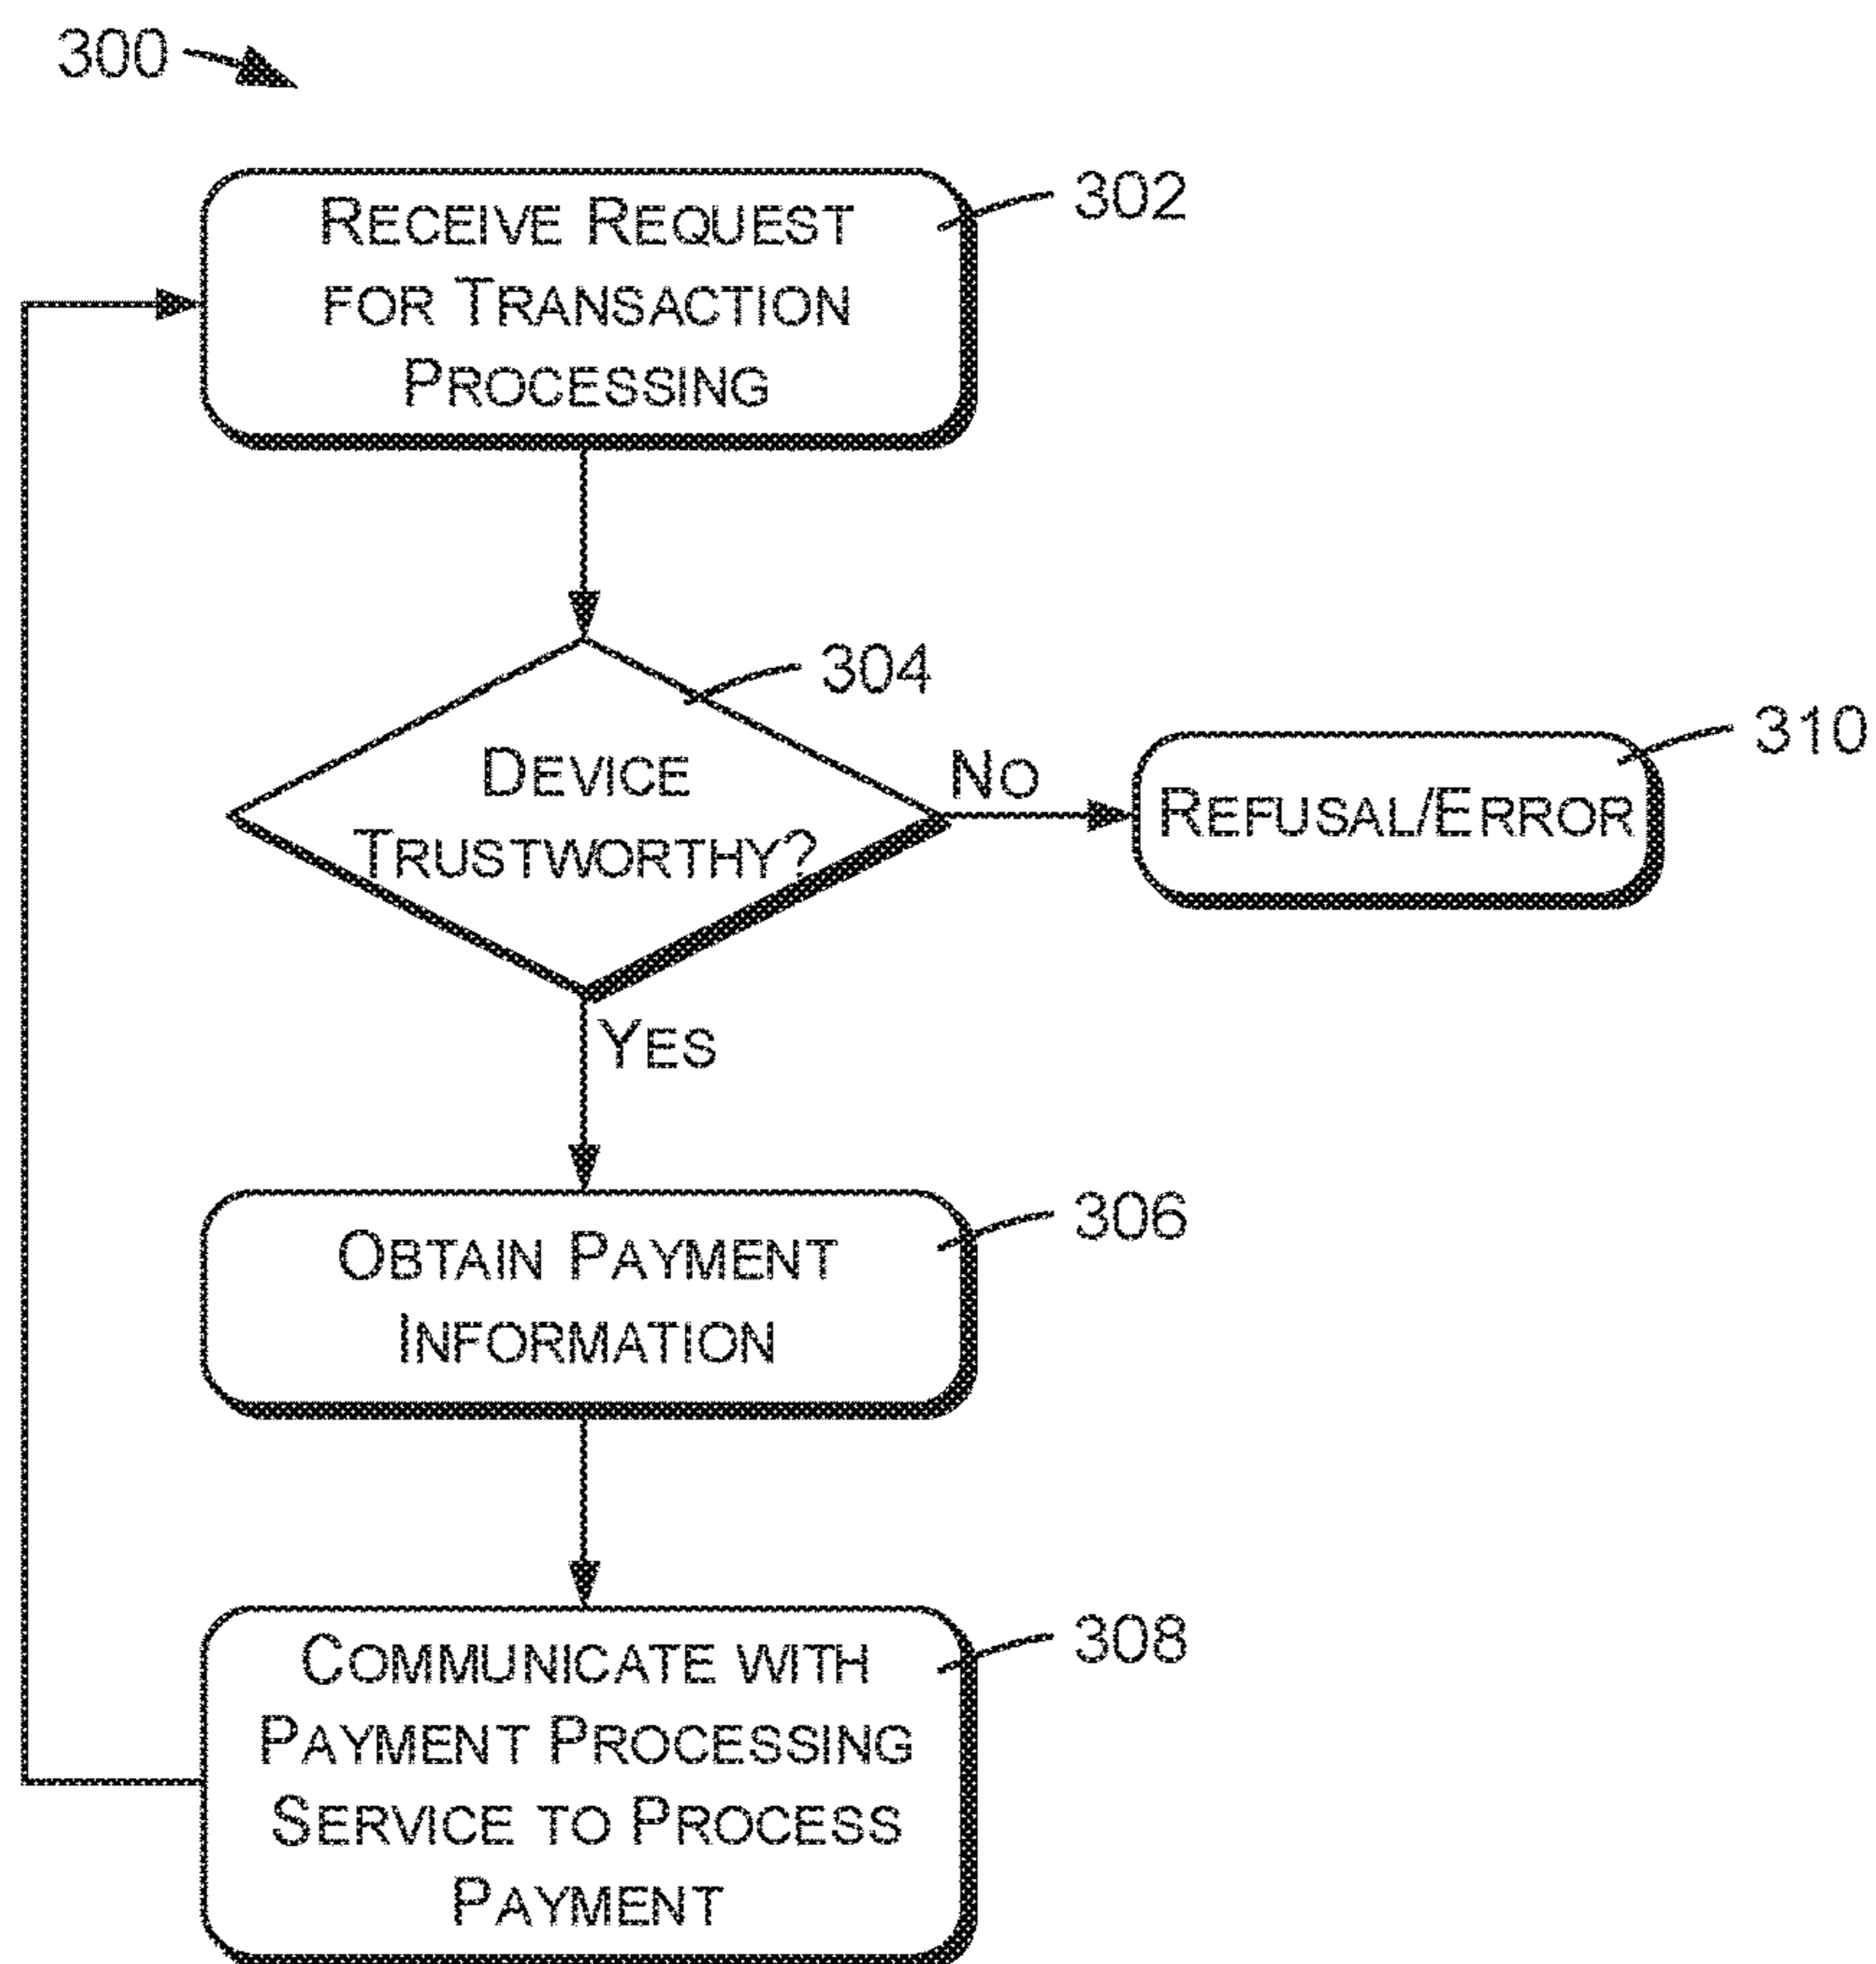 300
RECEIVE REQUEST
FOR TRANSACTION
PROCESSING
302
304
DEVICE
TRUSTWORTHY?
NO
REFUSAL/ERROR
310
YES
OBTAIN PAYMENT
INFORMATION
306
COMMUNICATE WITH
PAYMENT PROCESSING
SERVICE TO PROCESS
PAYMENT
308